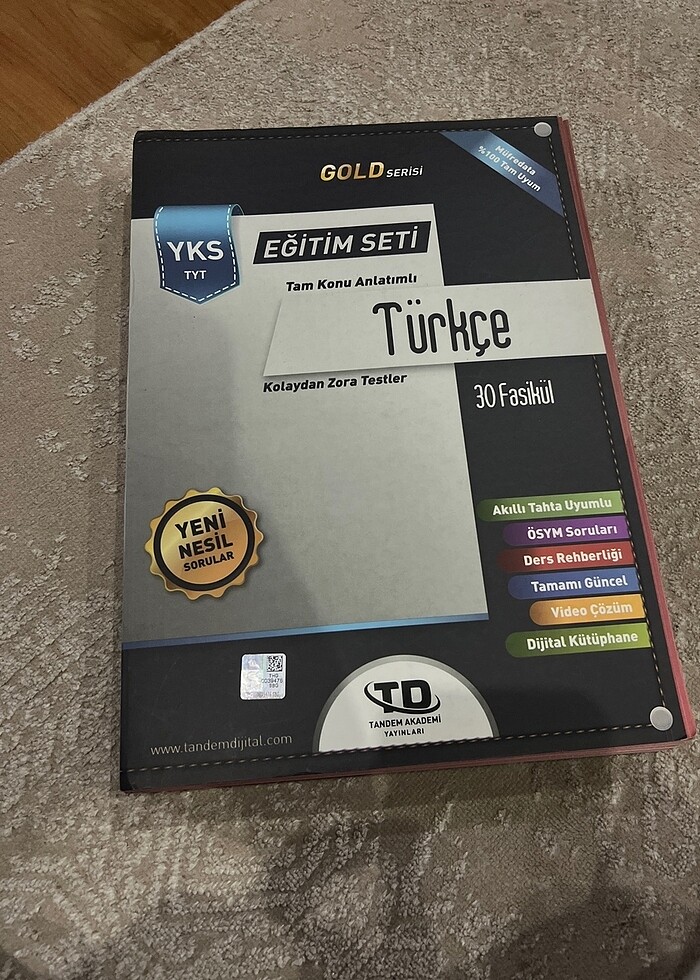 GOLD SERİSİ
Müfredata
%100 Tam Uyum
YKS
TYT
EĞİTİM SETİ
Tam Konu Anlatımlı
Türkçe
Kolaydan Zora Testler
30 Fasikül
YENİ
NESİL
SORULAR
Akıllı Tahta Uyumlu
ÖSYM Soruları
Ders Rehberliği
Tamamı Güncel
Video Çözüm
Dijital Kütüphane
TD
TANDEM AKADEMİ
YAYINLARI
www.tandemdijital.com